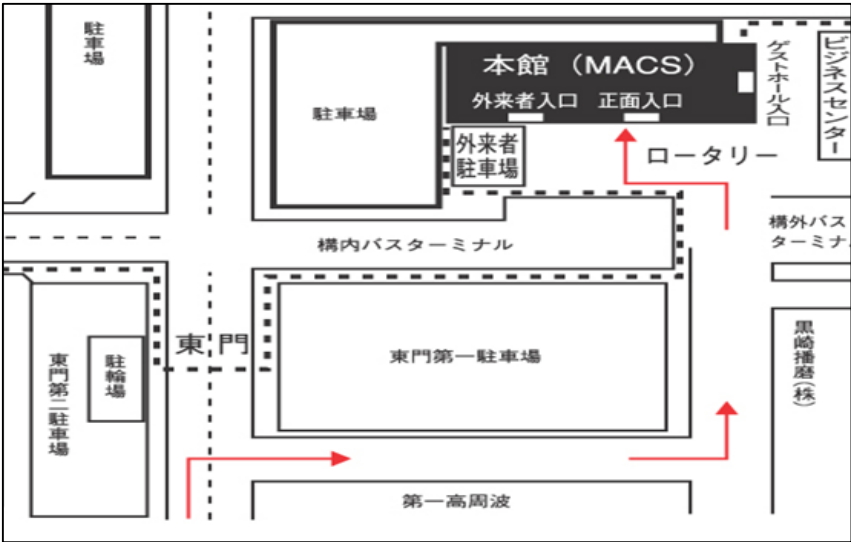 駐車場
本館（MACS）
外来者入口
正面入口
ゲストホール入口
ビジネスセンター
駐車場
外来者
駐車場
ロータリー
構内バスターミナル
構外バス
東門
東門第一駐車場
東門第二駐車場
駐輪場
黒崎播磨(株)
第一高周波